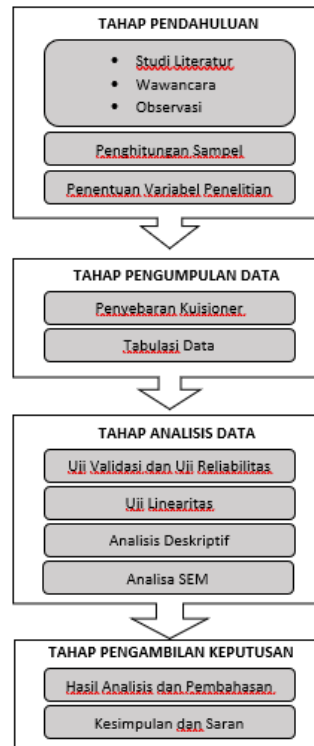 TAHAP PENDAHULUAN
• Studi Literatur
• Wawancara
• Observasi
Penghitungan Sampel
Penentuan Variabel Penelitian
TAHAP PENGUMPULAN DATA
Penyebaran Kuisioner
Tabulasi Data
TAHAP ANALISIS DATA
Uji Validasi dan Uji Reliabilitas
Uji Linearitas
Analisis Deskriptif
Analisa SEM
TAHAP PENGAMBILAN KEPUTUSAN
Hasil Analisis dan Pembahasan
Kesimpulan dan Saran